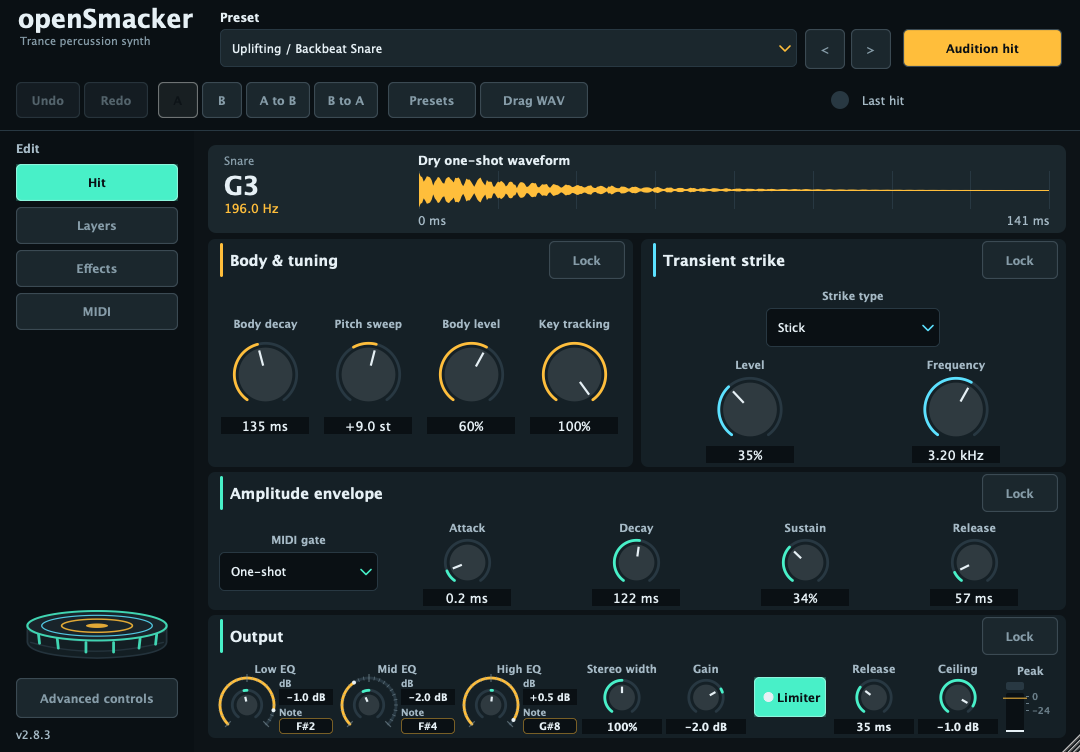 openSmacker
Trance percussion synth
Preset
Uplifting / Backbeat Snare
<
>
Audition hit
Undo
Redo
A
B
A to B
B to A
Presets
Drag WAV
Last hit
Edit
Hit
Layers
Effects
MIDI
Snare
G3
196.0 Hz
Dry one-shot waveform
0 ms
141 ms
Body & tuning
Lock
Body decay
Pitch sweep
Body level
Key tracking
135 ms
+9.0 st
60%
100%
Transient strike
Lock
Strike type
Stick
Level
Frequency
35%
3.20 kHz
Amplitude envelope
Lock
MIDI gate
One-shot
Attack
Decay
Sustain
Release
0.2 ms
122 ms
34%
57 ms
Output
Lock
Low EQ
dB
-1.0 dB
Note
F#2
Mid EQ
dB
-2.0 dB
Note
F#4
High EQ
dB
+0.5 dB
Note
G#8
Stereo width
100%
Gain
-2.0 dB
Limiter
Release
35 ms
Ceiling
-1.0 dB
Peak
0
-24
Advanced controls
v2.8.3